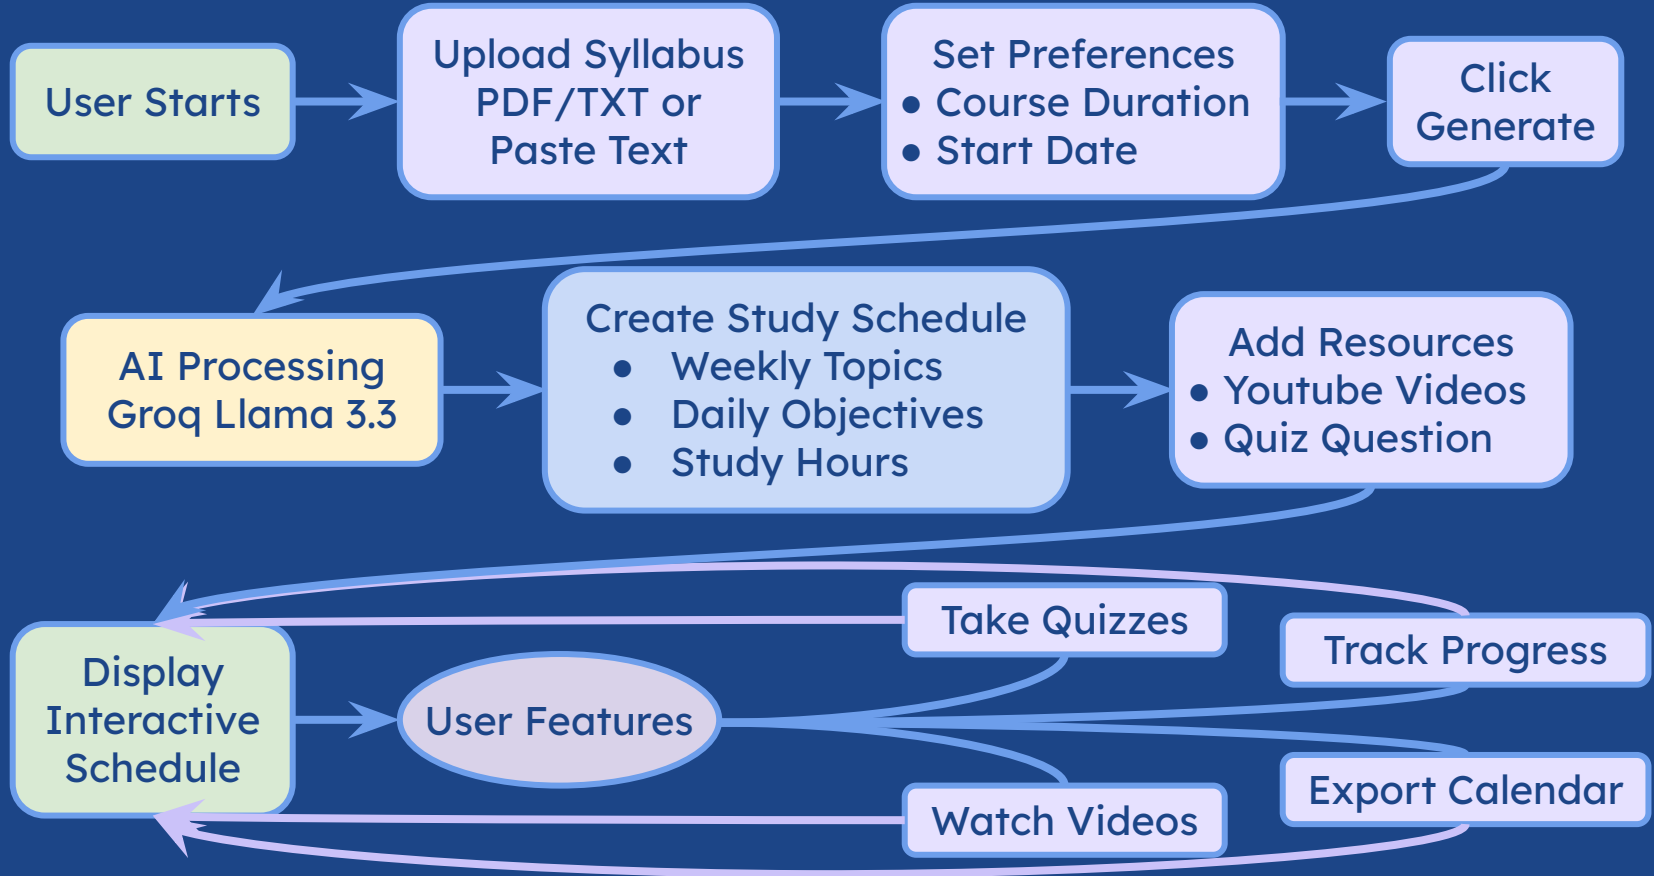 User Starts
Upload Syllabus
PDF/TXT or
Paste Text
Set Preferences
● Course Duration
● Start Date
Click
Generate
AI Processing
Groq Llama 3.3
Create Study Schedule
● Weekly Topics
● Daily Objectives
● Study Hours
Add Resources
● Youtube Videos
● Quiz Question
Display
Interactive
Schedule
User Features
Take Quizzes
Track Progress
Watch Videos
Export Calendar